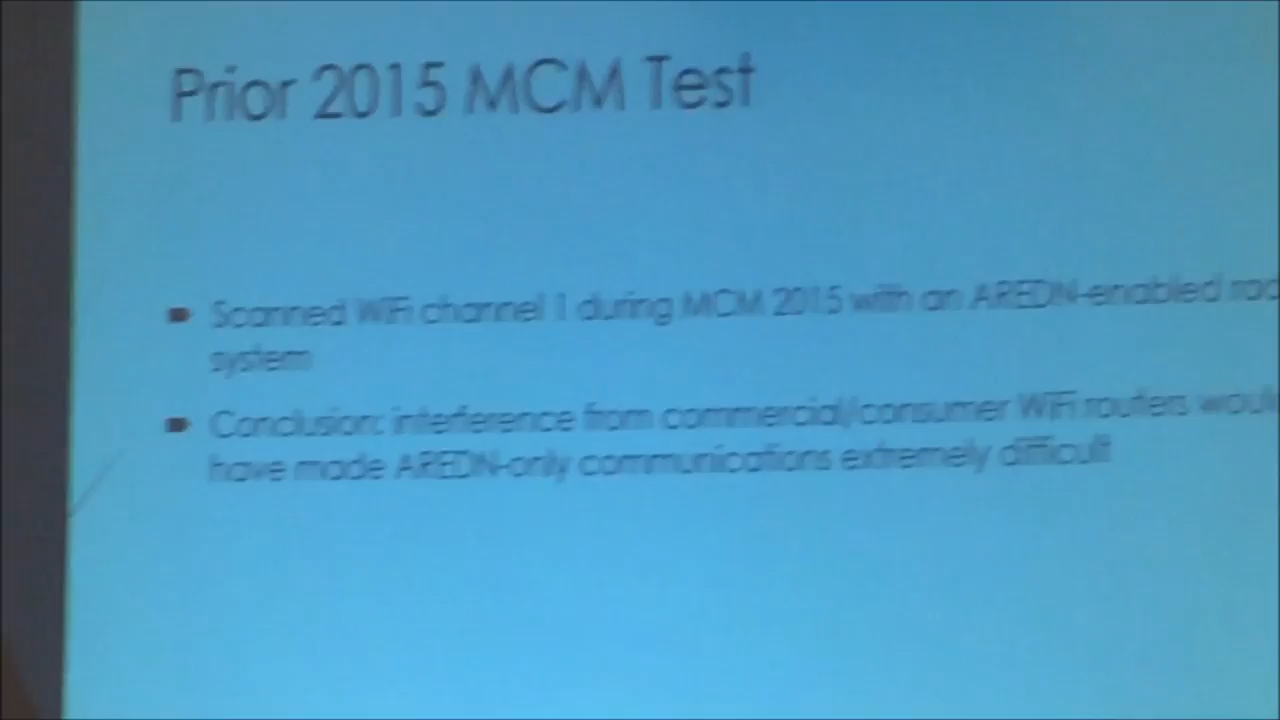 Prior 2015 MCM Test
Scanned WiFi channel 1 during MCM 2015 with an AREDN-enabled
system
Conclusion: interference from commercial/consumer WiFi routers
have made AREDN-only communications extremely difficult